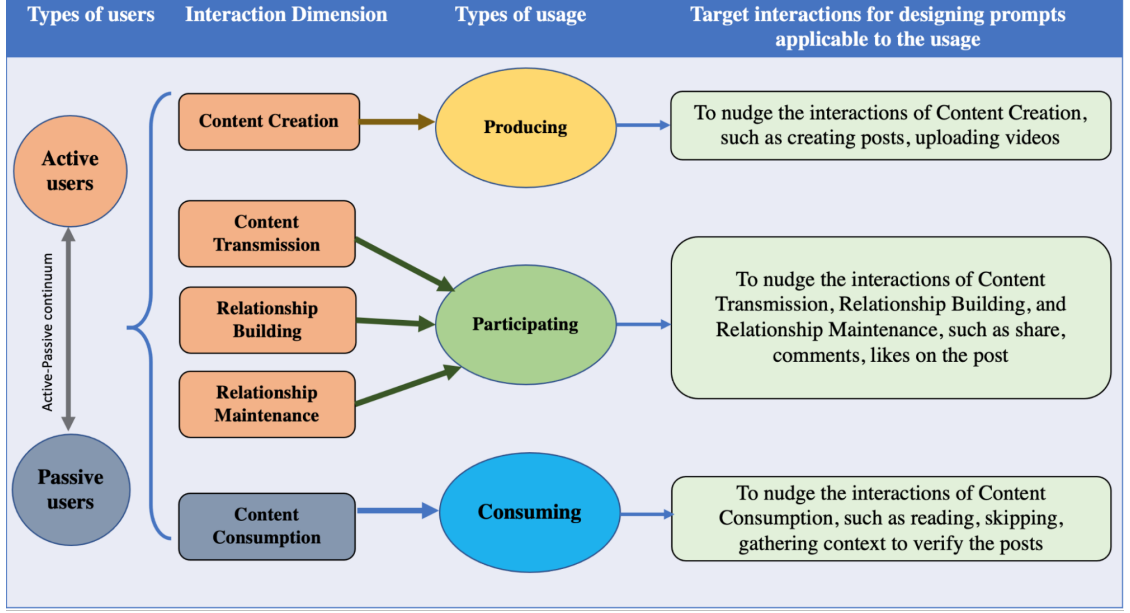 Types of users
Interaction Dimension
Types of usage
Target interactions for designing prompts
applicable to the usage
Active
users
Active-Passive continuum
Passive
users
Content Creation
Content
Transmission
Relationship
Building
Relationship
Maintenance
Content
Consumption
Producing
Participating
Consuming
To nudge the interactions of Content Creation,
such as creating posts, uploading videos
To nudge the interactions of Content
Transmission, Relationship Building, and
Relationship Maintenance, such as share,
comments, likes on the post
To nudge the interactions of Content
Consumption, such as reading, skipping,
gathering context to verify the posts